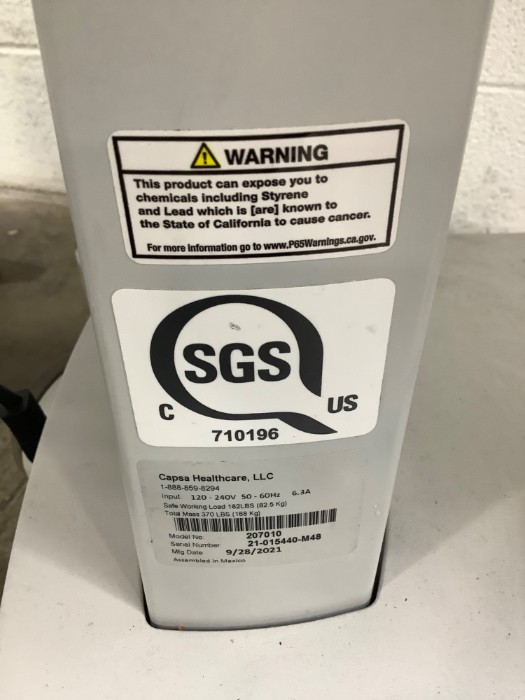 WARNING
This product can expose you to
chemicals including Styrene
and Lead which is [are] known to
the State of California to cause cancer.
For more information go to www.P65Warnings.ca.gov.
SGS
C US
710196
Capsa Healthcare, LLC
1-888-859-8294
Input 120 - 240V 50 - 60Hz 6.3A
Safe Working Load 182LBS (82.5 Kg)
Total Mass 370 LBS (168 Kg)
Model No: 207010
Serial Number 21-015440-M48
Mfg Date 9/28/2021
Assembled in Mexico